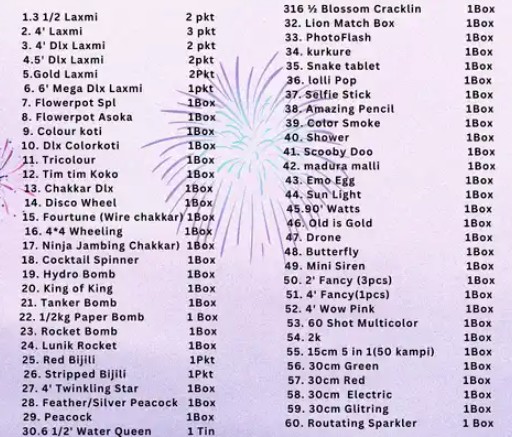 1.3 1/2 Laxmi 2 pkt
2. 4' Laxmi 3 pkt
3. 4' Dlx Laxmi 2 pkt
4.5' Dlx Laxmi 2pkt
5.Gold Laxmi 2Pkt
6. 6' Mega Dlx Laxmi 1pkt
7. Flowerpot Spl 1Box
8. Flowerpot Asoka 1Box
9. Colour koti 1Box
10. Dlx Colorkoti 1Box
11. Tricolour 1Box
12. Tim tim Koko 1Box
13. Chakkar Dlx 1Box
14. Disco Wheel 1Box
15. Fourtune (Wire chakkar) 1Box
16. 4*4 Wheeling 1Box
17. Ninja Jambing Chakkar) 1Box
18. Cocktail Spinner 1Box
19. Hydro Bomb 1Box
20. King of King 1Box
21. Tanker Bomb 1Box
22. 1/2kg Paper Bomb 1 Box
23. Rocket Bomb 1Box
24. Lunik Rocket 1Box
25. Red Bijili 1Pkt
26. Stripped Bijili 1Pkt
27. 4' Twinkling Star 1Box
28. Feather/Silver Peacock 1Box
29. Peacock 1Box
30.6 1/2' Water Queen 1 Tin
316 ½ Blossom Cracklin 1Box
32. Lion Match Box 1Box
33. PhotoFlash 1Box
34. kurkure 1Box
35. Snake tablet 1Box
36. lolli Pop 1Box
37. Selfie Stick 1Box
38. Amazing Pencil 1Box
39. Color Smoke 1Box
40. Shower 1Box
41. Scooby Doo 1Box
42. madura malli 1Box
43. Emo Egg 1Box
44. Sun Light 1Box
45.90' Watts 1Box
46. Old is Gold 1Box
47. Drone 1Box
48. Butterfly 1Box
49. Mini Siren 1Box
50. 2' Fancy (3pcs) 1Box
51. 4' Fancy(1pcs) 1Box
52. 4' Wow Pink 1Box
53. 60 Shot Multicolor 1Box
54. 2k 1Box
55. 15cm 5 in 1(50 kampi) 1Box
56. 30cm Green 1Box
57. 30cm Red 1Box
58. 30cm Electric 1Box
59. 30cm Glitring 1Box
60. Routating Sparkler 1 Box